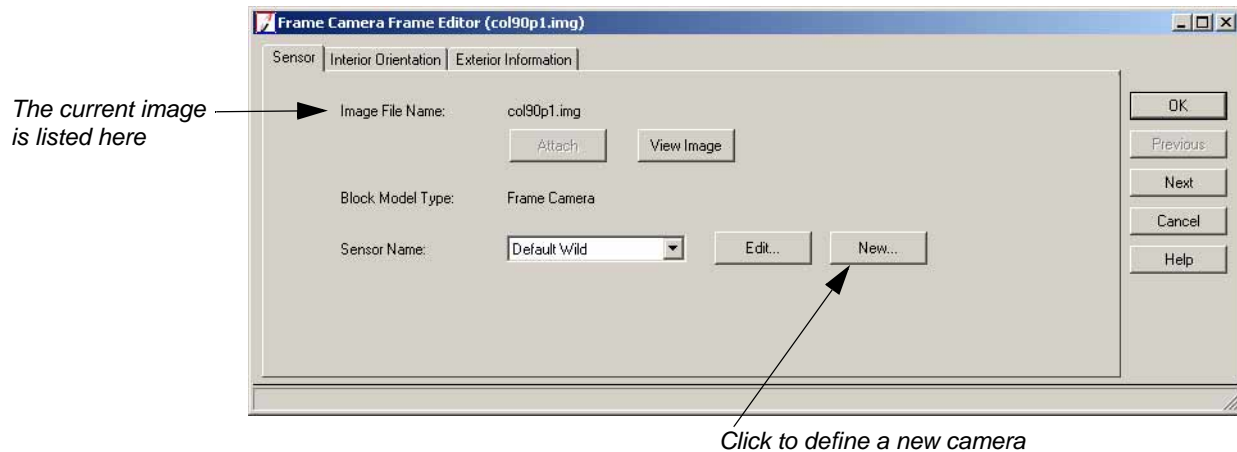 Frame Camera Frame Editor (col90p1.img)
Sensor Interior Orientation Exterior Information
The current image
is listed here
Image File Name: col90p1.img
Attach View Image
Block Model Type: Frame Camera
Sensor Name: Default Wild Edit... New...
OK
Previous
Next
Cancel
Help
Click to define a new camera